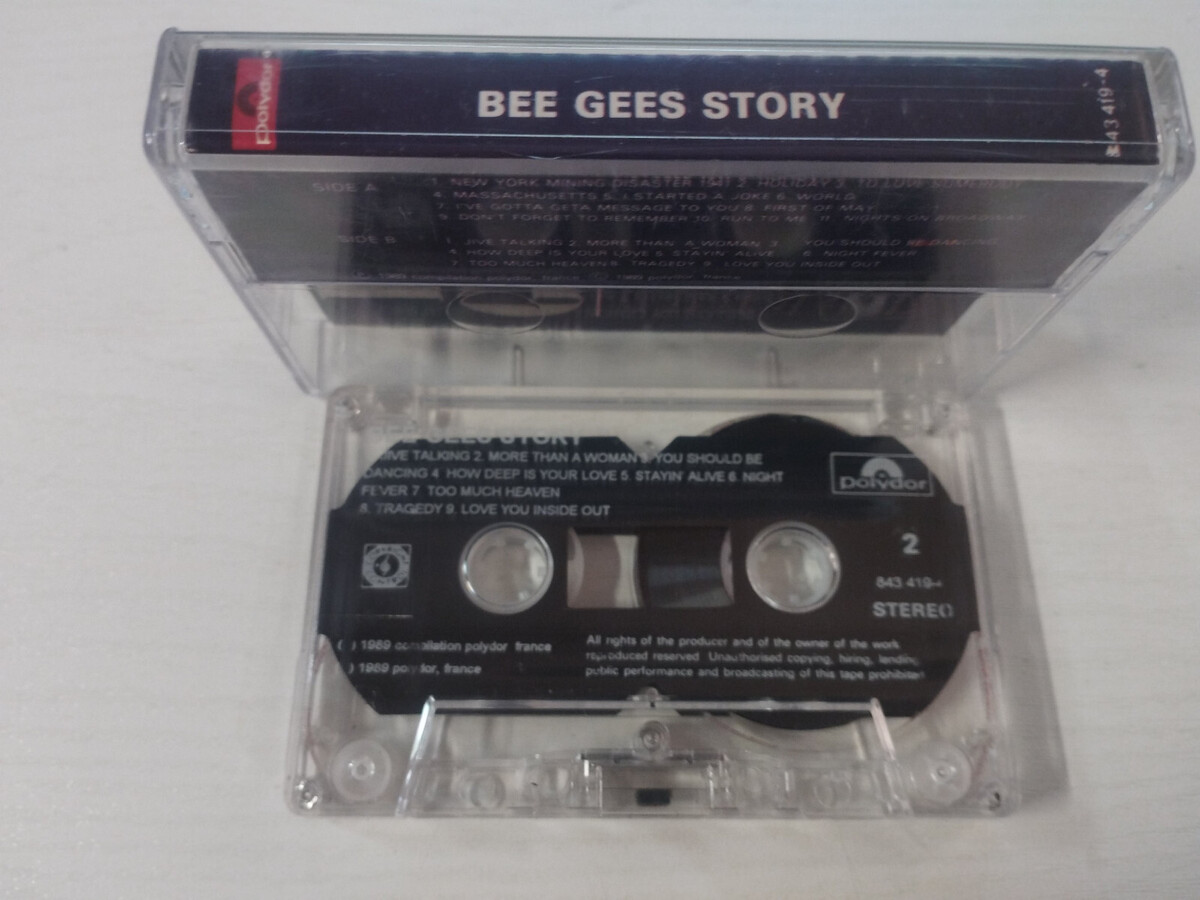 polydor
BEE GEES STORY
843 419-4
SIDE A 1. NEW YORK MINING DISASTER 1941 2. HOLIDAY 3. TO LOVE SOMEBODY
4. MASSACHUSETTS 5. I STARTED A JOKE 6. WORLD
7. I'VE GOTTA GETA MESSAGE TO YOU 8. FIRST OF MAY
9. DON'T FORGET TO REMEMBER 10. RUN TO ME 11. NIGHTS ON BROADWAY
SIDE B 1. JIVE TALKING 2. MORE THAN A WOMAN 3. YOU SHOULD BE DANCING
4. HOW DEEP IS YOUR LOVE 5. STAYIN' ALIVE 6. NIGHT FEVER
7. TOO MUCH HEAVEN 8. TRAGEDY 9. LOVE YOU INSIDE OUT
1989 polydor, france
BEE GEES STORY
JIVE TALKING 2. MORE THAN A WOMAN 3. YOU SHOULD BE
DANCING 4. HOW DEEP IS YOUR LOVE 5. STAYIN' ALIVE 6. NIGHT
FEVER 7. TOO MUCH HEAVEN
8. TRAGEDY 9. LOVE YOU INSIDE OUT
polydor
2
843 419-4
STEREO
1989 compilation polydor france
1989 polydor, france
All rights of the producer and of the owner of the work
reproduced reserved. Unauthorised copying, hiring, lending,
public performance and broadcasting of this tape prohibited